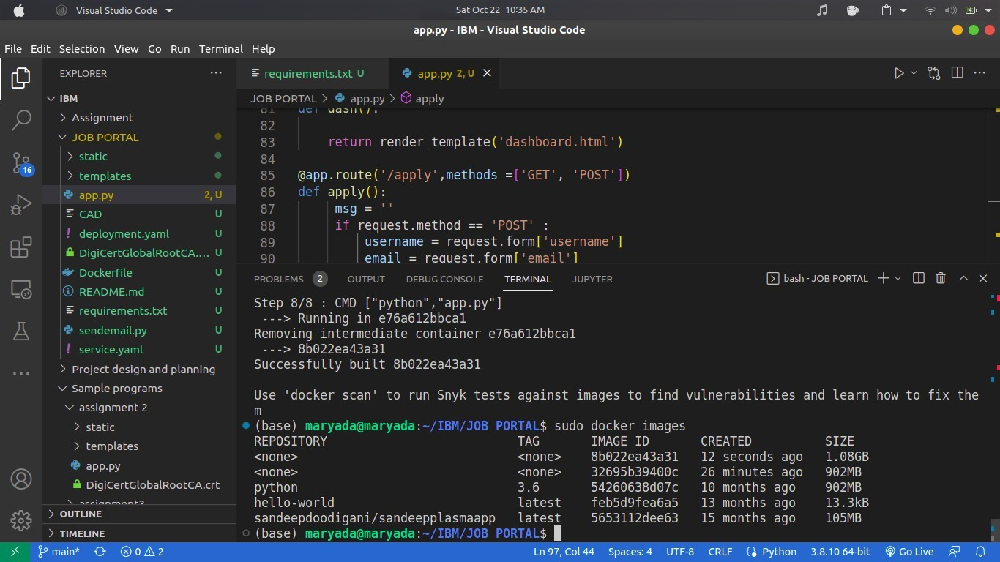 Visual Studio Code
Sat Oct 22 10:35 AM
app.py - IBM - Visual Studio Code
File Edit Selection View Go Run Terminal Help
EXPLORER
IBM
Assignment
JOB PORTAL
static
templates
app.py 2, U
CAD U
deployment.yaml U
DigiCertGlobalRootCA.... U
Dockerfile U
README.md U
requirements.txt U
sendemail.py U
service.yaml U
Project design and planning
Sample programs
assignment 2
static
templates
app.py
DigiCertGlobalRootCA.crt
assignment3
OUTLINE
TIMELINE
16
requirements.txt U
app.py 2, U
JOB PORTAL > app.py > apply
81 def dash():
82
83 return render_template('dashboard.html')
84
85 @app.route('/apply',methods =['GET', 'POST'])
86 def apply():
87 msg = ''
88 if request.method == 'POST' :
89 username = request.form['username']
90 email = request.form['email']
PROBLEMS 2 OUTPUT DEBUG CONSOLE TERMINAL JUPYTER
bash - JOB PORTAL
Step 8/8 : CMD ["python","app.py"]
---> Running in e76a612bbca1
Removing intermediate container e76a612bbca1
---> 8b022ea43a31
Successfully built 8b022ea43a31
Use 'docker scan' to run Snyk tests against images to find vulnerabilities and learn how to fix the
m
(base) maryada@maryada:~/IBM/JOB PORTAL$ sudo docker images
REPOSITORY TAG IMAGE ID CREATED SIZE
<none> <none> 8b022ea43a31 12 seconds ago 1.08GB
<none> <none> 32695b39400c 26 minutes ago 902MB
python 3.6 54260638d07c 10 months ago 902MB
hello-world latest feb5d9fea6a5 13 months ago 13.3kB
sandeepdoodigani/sandeepplasmaapp latest 5653112dee63 15 months ago 105MB
(base) maryada@maryada:~/IBM/JOB PORTAL$
main* 0 2
Ln 97, Col 44 Spaces: 4 UTF-8 CRLF Python 3.8.10 64-bit Go Live